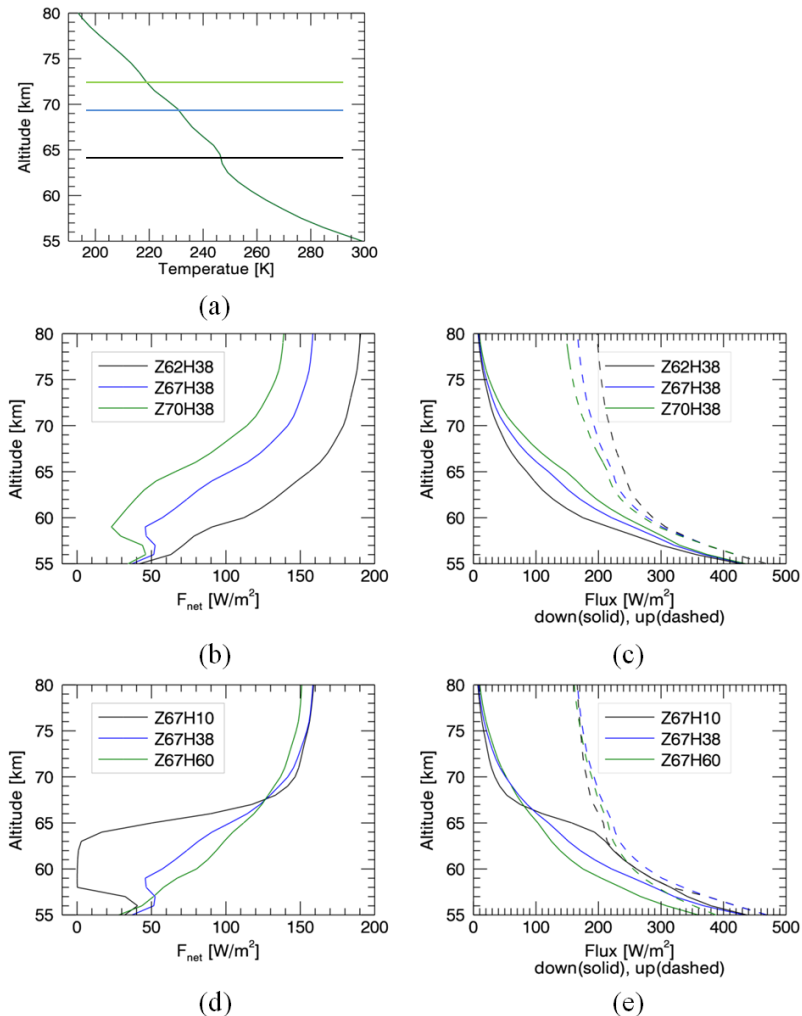 80
75
70
65
60
55
Altitude [km]
200 220 240 260 280 300
Temperatue [K]
(a)
80
75
70
65
60
55
Altitude [km]
Z62H38
Z67H38
Z70H38
0 50 100 150 200
F_net [W/m²]
(b)
80
75
70
65
60
55
Altitude [km]
Z62H38
Z67H38
Z70H38
0 100 200 300 400 500
Flux [W/m²]
down(solid), up(dashed)
(c)
80
75
70
65
60
55
Altitude [km]
Z67H10
Z67H38
Z67H60
0 50 100 150 200
F_net [W/m²]
(d)
80
75
70
65
60
55
Altitude [km]
Z67H10
Z67H38
Z67H60
0 100 200 300 400 500
Flux [W/m²]
down(solid), up(dashed)
(e)